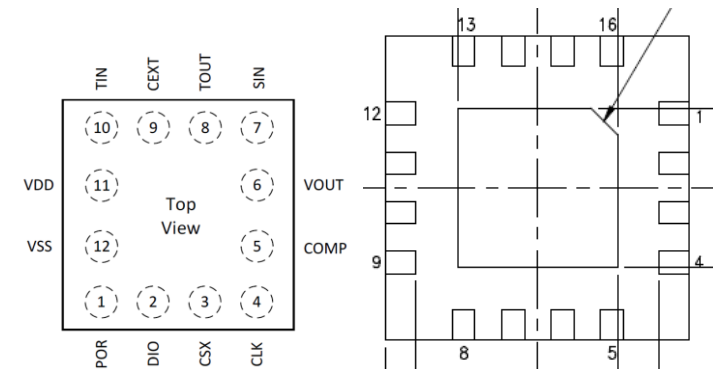 TIN CEXT TOUT SIN
10 9 8 7
VDD 11 6 VOUT
Top
View
VSS 12 5 COMP
1 2 3 4
POR DIO CSX CLK
13 16
12 1
9 4
8 5